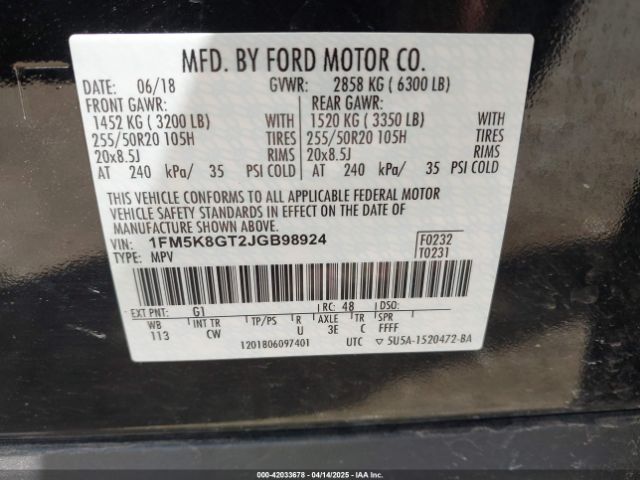 MFD. BY FORD MOTOR CO.
DATE: 06/18 GVWR: 2858 KG ( 6300 LB)
FRONT GAWR: REAR GAWR:
1452 KG ( 3200 LB) WITH 1520 KG ( 3350 LB) WITH
255/50R20 105H TIRES 255/50R20 105H TIRES
20x8.5J RIMS 20x8.5J RIMS
AT 240 kPa/ 35 PSI COLD AT 240 kPa/ 35 PSI COLD
THIS VEHICLE CONFORMS TO ALL APPLICABLE FEDERAL MOTOR
VEHICLE SAFETY STANDARDS IN EFFECT ON THE DATE OF
MANUFACTURE SHOWN ABOVE.
VIN: 1FM5K8GT2JGB98924 F0232
TYPE: MPV T0231
EXT PNT: G1 RC: 48 DSO:
WB INT TR TP/PS R AXLE TR SPR
113 CW U 3E C FFFF
1201806097401 UTC ▽ 5U5A-1520472-BA
000-42033678 - 04/14/2025 - IAAI.COM